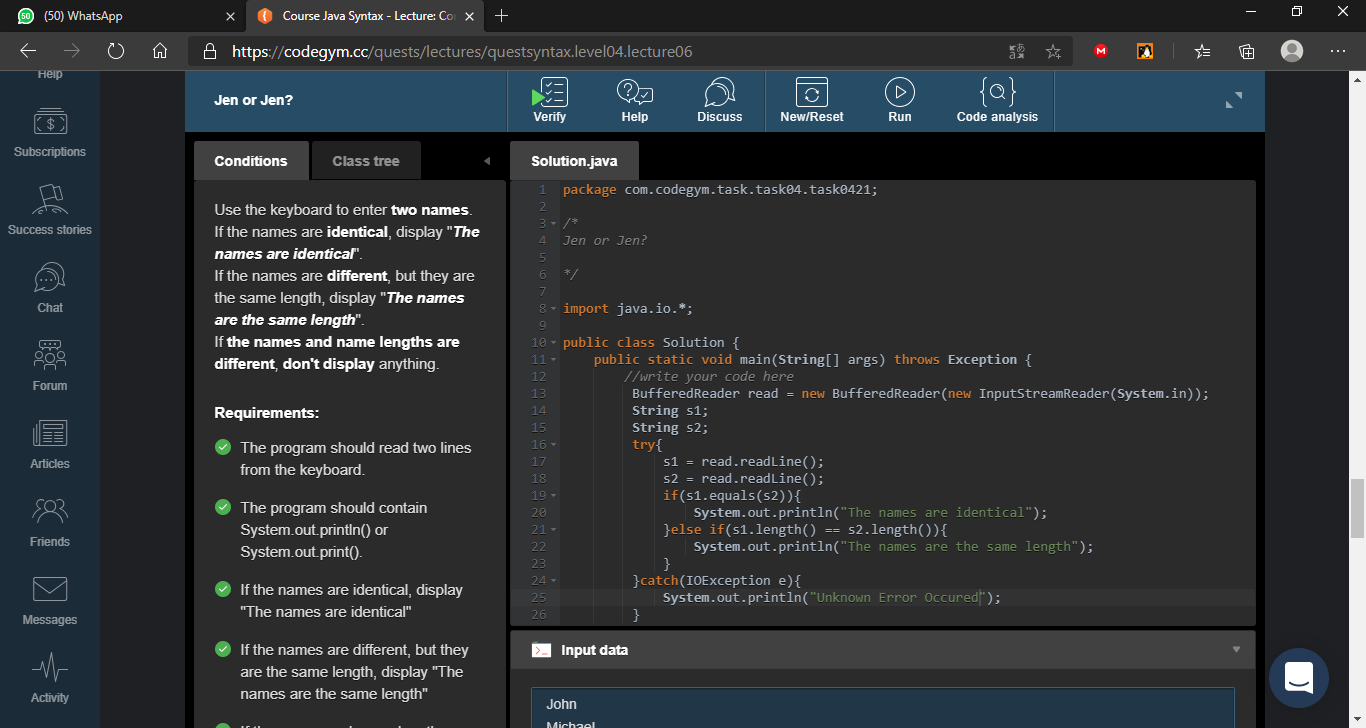 (50) WhatsApp
Course Java Syntax - Lecture: Co
https://codegym.cc/quests/lectures/questsyntax.level04.lecture06
Help
Subscriptions
Success stories
Chat
Forum
Articles
Friends
Messages
Activity
Jen or Jen?
Verify
Help
Discuss
New/Reset
Run
Code analysis
Conditions
Class tree
Use the keyboard to enter two names.
If the names are identical, display "The
names are identical".
If the names are different, but they are
the same length, display "The names
are the same length".
If the names and name lengths are
different, don't display anything.
Requirements:
The program should read two lines
from the keyboard.
The program should contain
System.out.println() or
System.out.print().
If the names are identical, display
"The names are identical"
If the names are different, but they
are the same length, display "The
names are the same length"
Solution.java
1 package com.codegym.task.task04.task0421;
2
3 /*
4 Jen or Jen?
5
6 */
7
8 import java.io.*;
9
10 public class Solution {
11 public static void main(String[] args) throws Exception {
12 //write your code here
13 BufferedReader read = new BufferedReader(new InputStreamReader(System.in));
14 String s1;
15 String s2;
16 try{
17 s1 = read.readLine();
18 s2 = read.readLine();
19 if(s1.equals(s2)){
20 System.out.println("The names are identical");
21 }else if(s1.length() == s2.length()){
22 System.out.println("The names are the same length");
23 }
24 }catch(IOException e){
25 System.out.println("Unknown Error Occured");
26 }
Input data
John
Michael